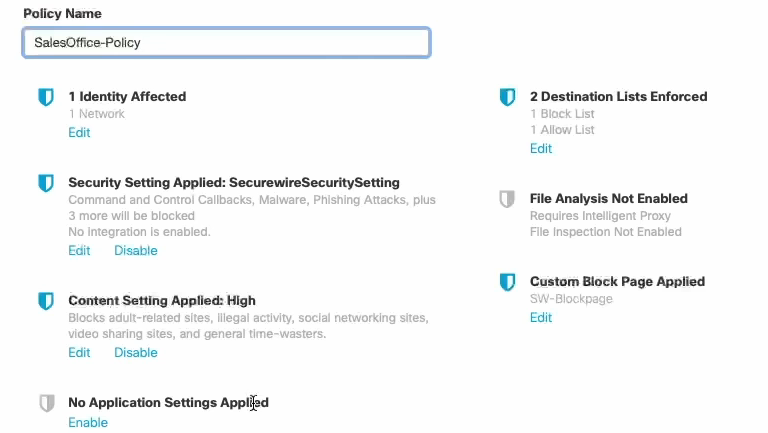 Policy Name
SalesOffice-Policy
1 Identity Affected
1 Network
Edit
Security Setting Applied: SecurewireSecuritySetting
Command and Control Callbacks, Malware, Phishing Attacks, plus
3 more will be blocked
No integration is enabled.
Edit Disable
Content Setting Applied: High
Blocks adult-related sites, illegal activity, social networking sites,
video sharing sites, and general time-wasters.
Edit Disable
No Application Settings Applied
Enable
2 Destination Lists Enforced
1 Block List
1 Allow List
Edit
File Analysis Not Enabled
Requires Intelligent Proxy
File Inspection Not Enabled
Custom Block Page Applied
SW-Blockpage
Edit